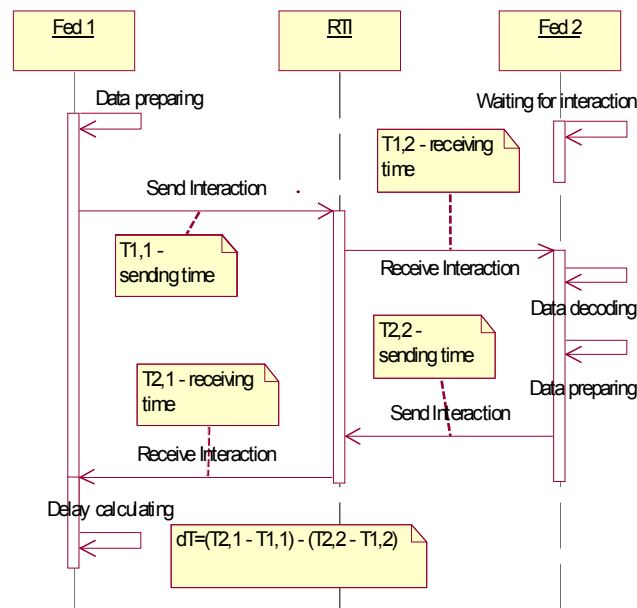 Fed 1
RTI
Fed 2
Data preparing
Waiting for interaction
T1,2 - receiving
time
Send Interaction
T1,1 -
sending time
Receive Interaction
Data decoding
T2,2 -
sending time
T2,1 - receiving
time
Data preparing
Send Interaction
Receive Interaction
Delay calculating
dT=(T2,1 - T1,1) - (T2,2 - T1,2)